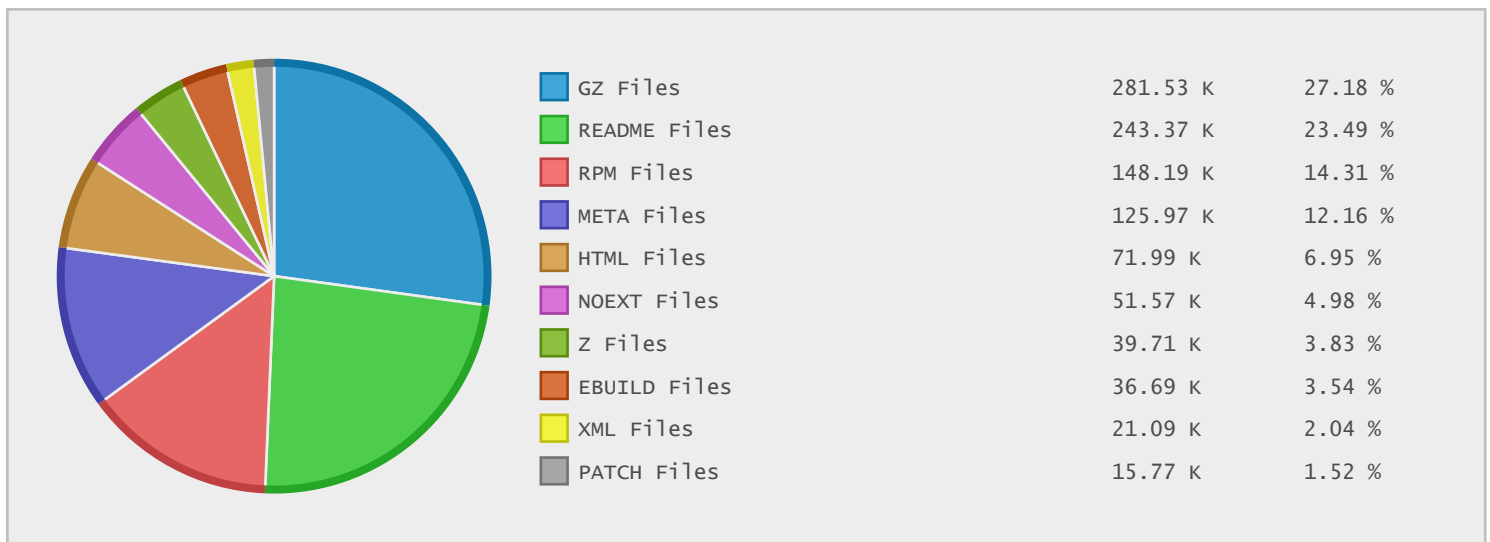 GZ Files 281.53 K 27.18 %
README Files 243.37 K 23.49 %
RPM Files 148.19 K 14.31 %
META Files 125.97 K 12.16 %
HTML Files 71.99 K 6.95 %
NOEXT Files 51.57 K 4.98 %
Z Files 39.71 K 3.83 %
EBUILD Files 36.69 K 3.54 %
XML Files 21.09 K 2.04 %
PATCH Files 15.77 K 1.52 %